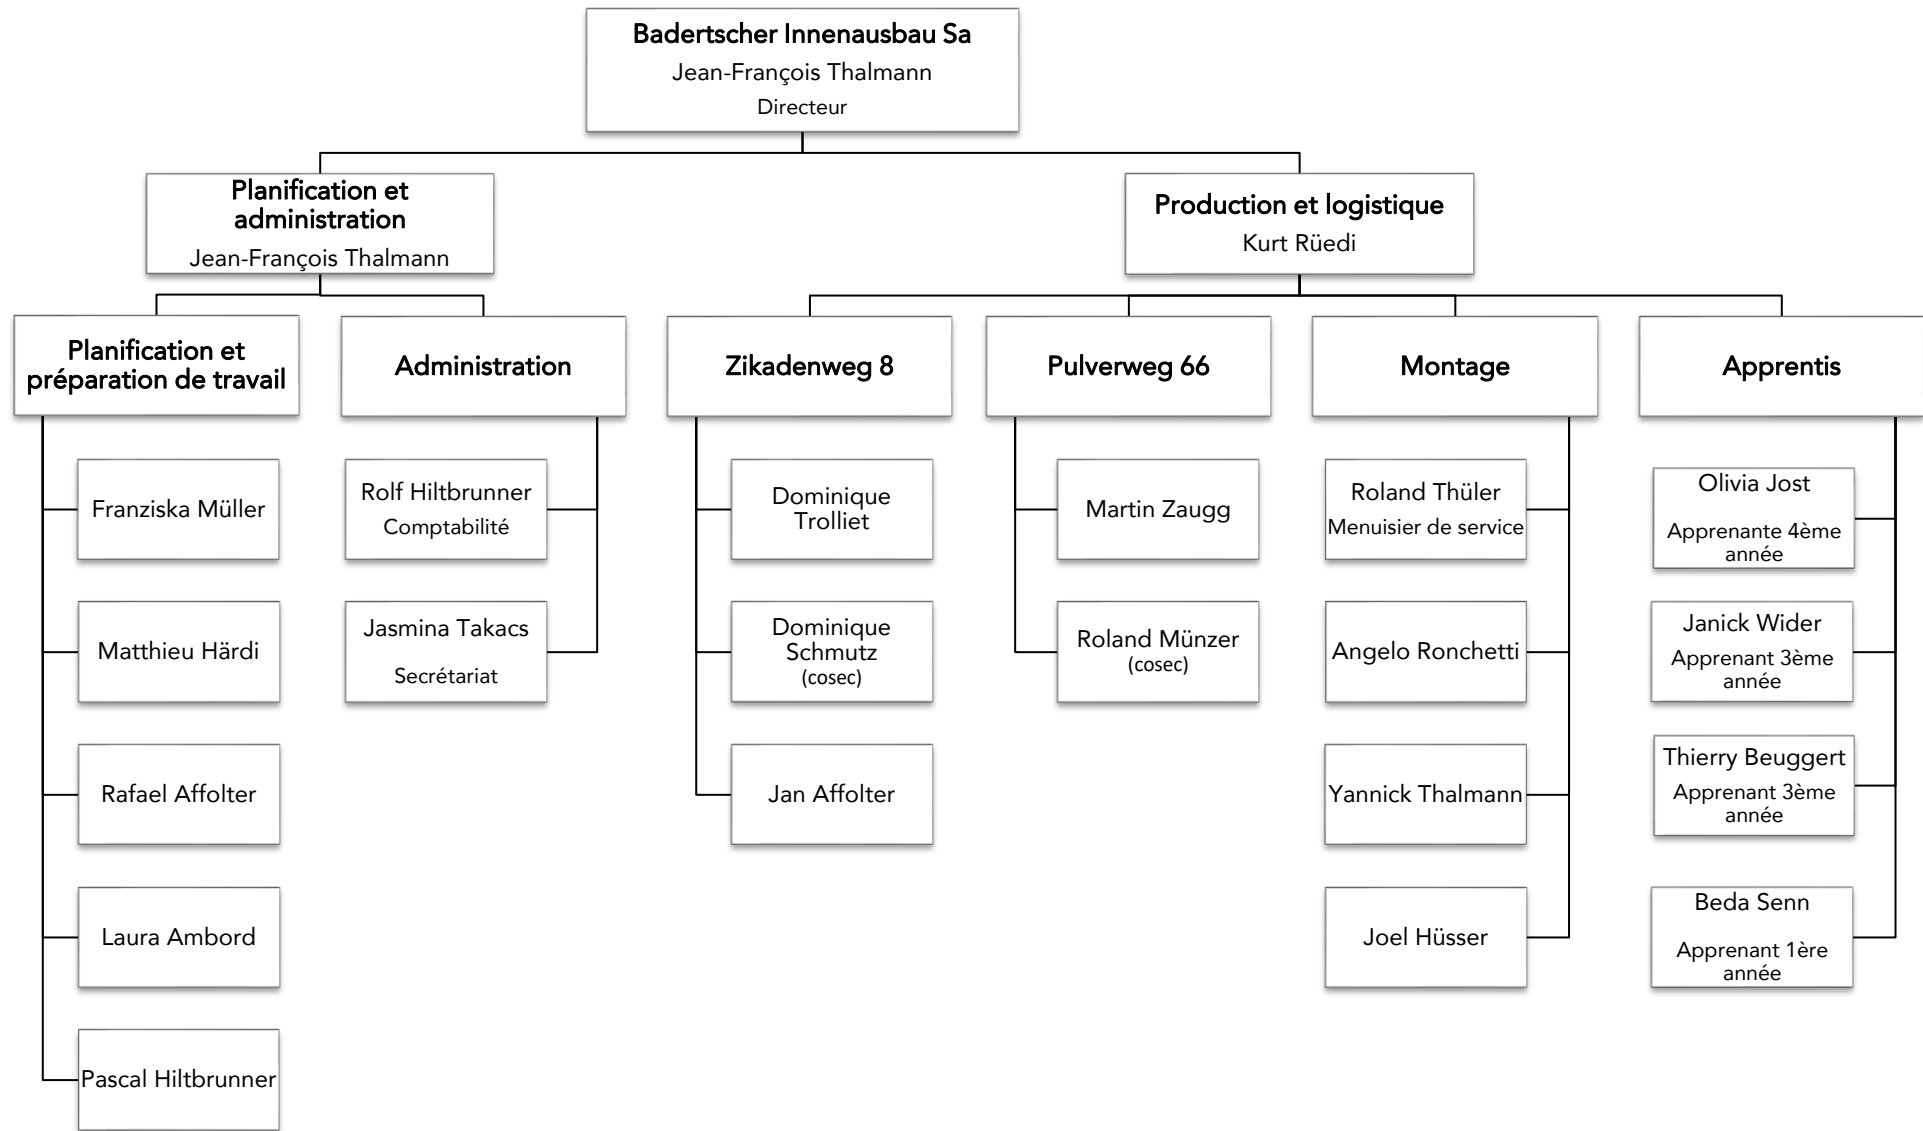 Badertscher Innenausbau Sa
Jean-François Thalmann
Directeur
Planification et
administration
Jean-François Thalmann
Production et logistique
Kurt Rüedi
Planification et
préparation de travail
Administration
Zikadenweg 8
Pulverweg 66
Montage
Apprentis
Franziska Müller
Matthieu Härdi
Rafael Affolter
Laura Ambord
Pascal Hiltbrunner
Rolf Hiltbrunner
Comptabilité
Jasmina Takacs
Secrétariat
Dominique
Trolliet
Dominique
Schmutz
(cosec)
Jan Affolter
Martin Zaugg
Roland Münzer
(cosec)
Roland Thüler
Menuisier de service
Angelo Ronchetti
Yannick Thalmann
Joel Hüsser
Olivia Jost
Apprenante 4ème
année
Janick Wider
Apprenant 3ème
année
Thierry Beuggert
Apprenant 3ème
année
Beda Senn
Apprenant 1ère
année